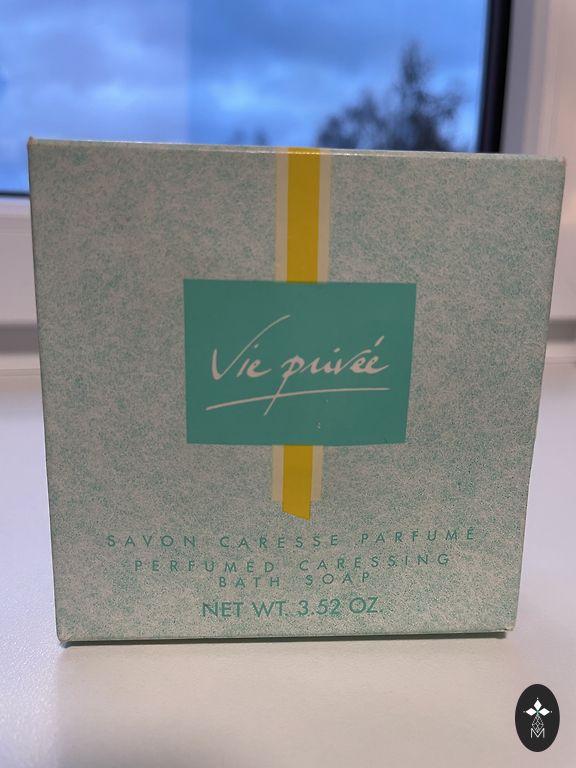 Vie privée
SAVON CARESSE PARFUMÉ
PERFUMED CARESSING
BATH SOAP
NET WT. 3.52 OZ.
M